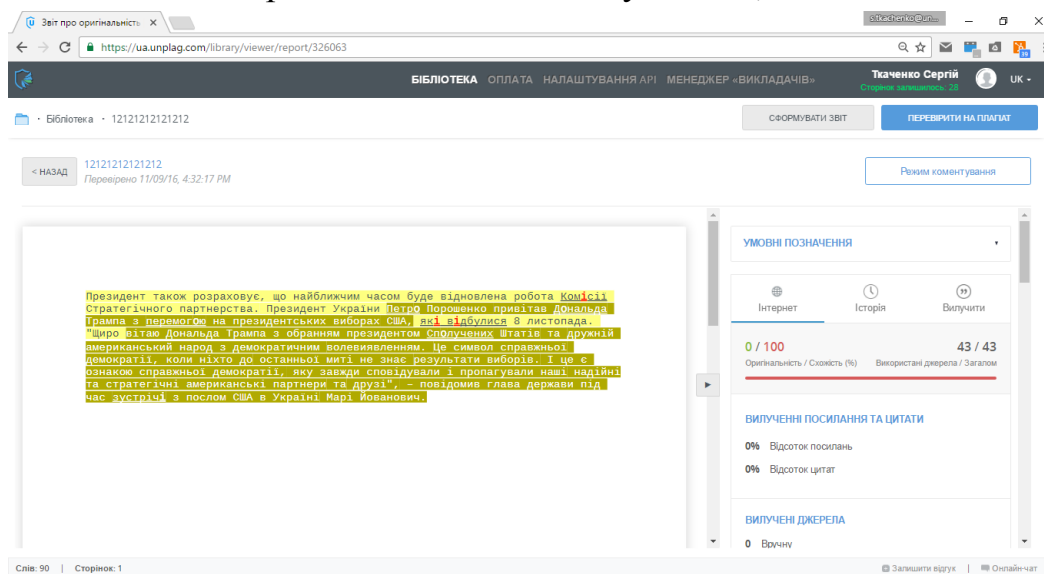 Звіт про оригінальність
https://ua.unplag.com/library/viewer/report/326063
БІБЛІОТЕКА ОПЛАТА НАЛАШТУВАННЯ АРІ МЕНЕДЖЕР «ВИКЛАДАЧІВ» Ткаченко Сергій UK
Сторінок залишилось: 28
· Бібліотека · 12121212121212 СФОРМУВАТИ ЗВІТ ПЕРЕВІРИТИ НА ПЛАГІАТ
< НАЗАД
12121212121212
Перевірено 11/09/16, 4:32:17 PM
Режим коментування
Президент також розраховує, що найближчим часом буде відновлена робота Комісії
Стратегічного партнерства. Президент України Петро Порошенко привітав Дональда
Трампа з перемогою на президентських виборах США, які відбулися 8 листопада.
"Щиро вітаю Дональда Трампа з обранням президентом Сполучених Штатів та дружній
американський народ з демократичним волевиявленням. Це символ справжньої
демократії, коли ніхто до останньої миті не знає результати виборів. І це є
ознакою справжньої демократії, яку завжди сповідували і пропагували наші надійні
та стратегічні американські партнери та друзі", – повідомив глава держави під
час зустрічі з послом США в Україні Марі Йованович.
УМОВНІ ПОЗНАЧЕННЯ
Інтернет Історія Вилучити
0 / 100 43 / 43
Оригінальність / Схожість (%) Використані джерела / Загалом
ВИЛУЧЕННІ ПОСИЛАННЯ ТА ЦИТАТИ
0% Відсоток посилань
0% Відсоток цитат
ВИЛУЧЕНІ ДЖЕРЕЛА
0 Вручну
Слів: 90 | Сторінок: 1 Залишити відгук | Онлайн-чат